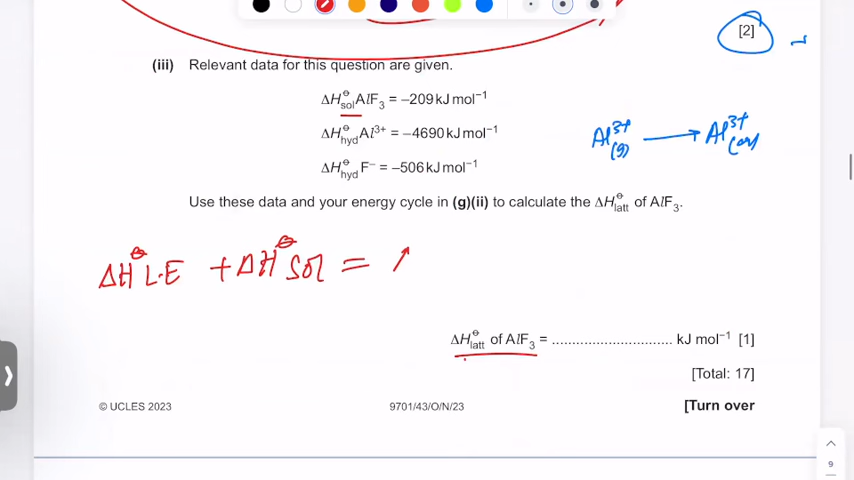 [2]
(iii) Relevant data for this question are given.
ΔH⦵sol AlF₃ = –209 kJ mol⁻¹
ΔH⦵hyd Al³⁺ = –4690 kJ mol⁻¹
ΔH⦵hyd F⁻ = –506 kJ mol⁻¹
Al³⁺(g) ⟶ Al³⁺(aq)
Use these data and your energy cycle in (g)(ii) to calculate the ΔH⦵latt of AlF₃.
ΔH⦵ L.E + ΔH⦵ sol =
ΔH⦵latt of AlF₃ = ............................ kJ mol⁻¹ [1]
[Total: 17]
© UCLES 2023 9701/43/O/N/23 [Turn over
9